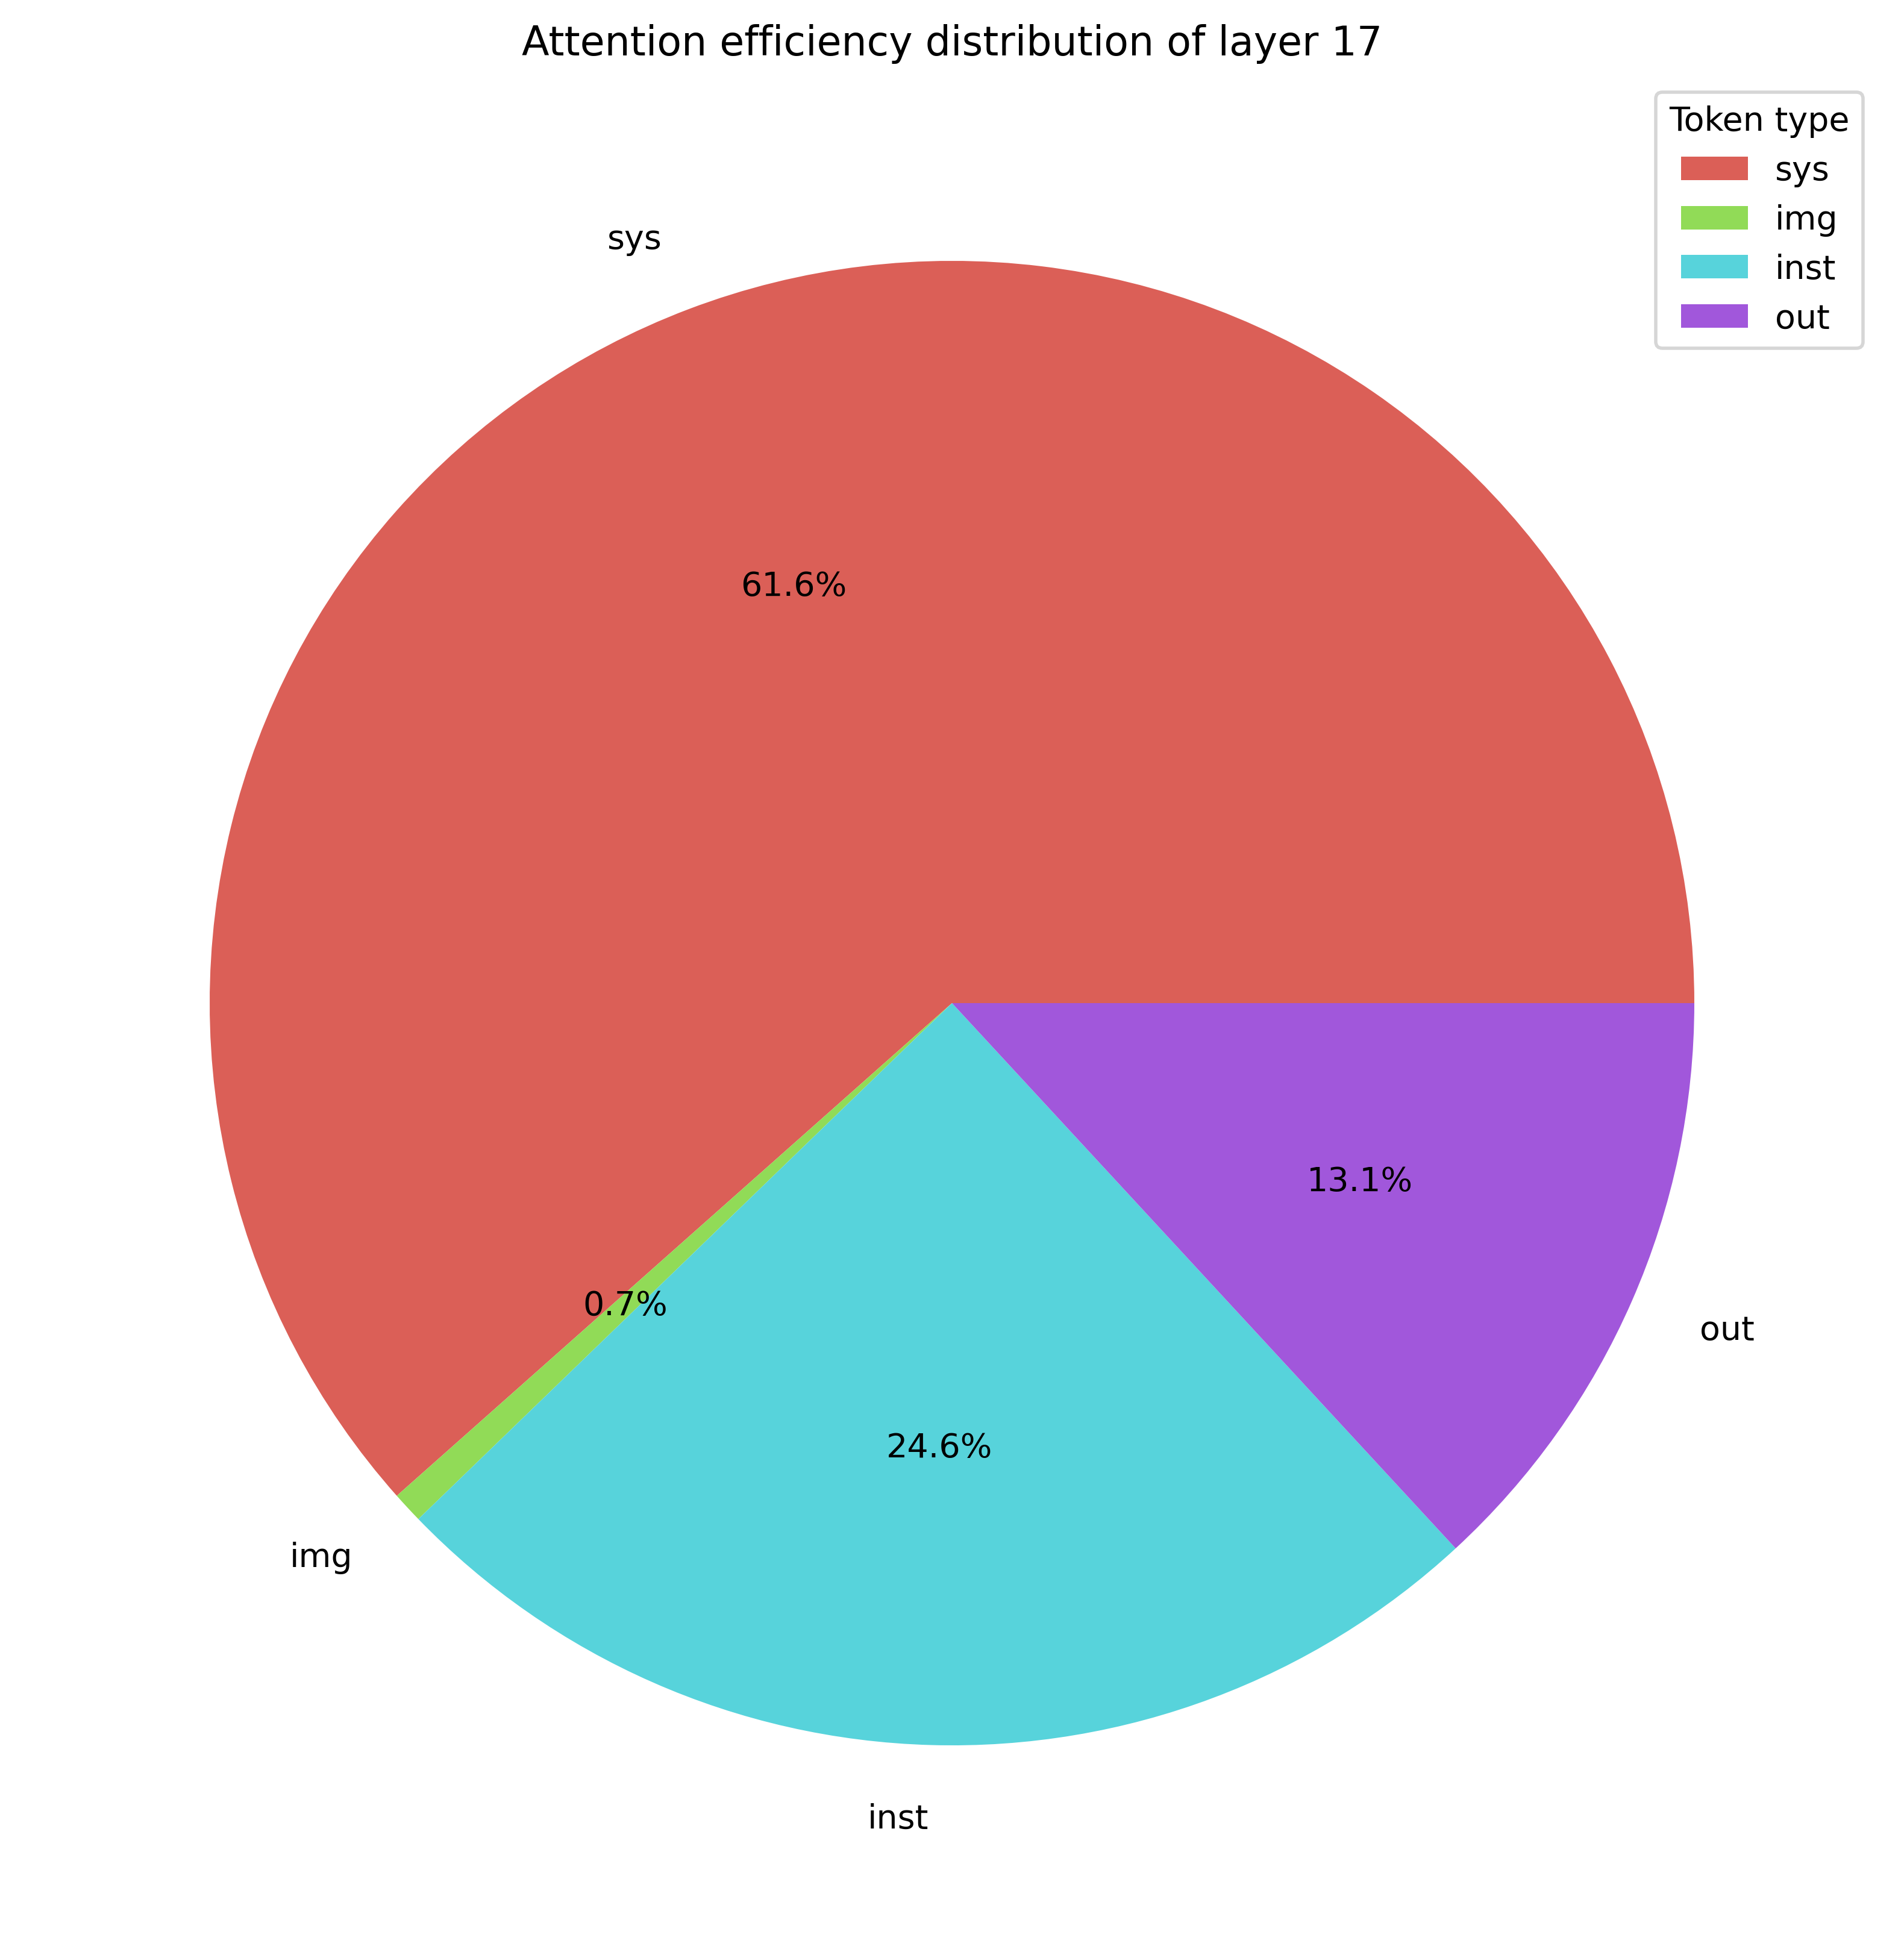 Attention efficiency distribution of layer 17
Token type
sys
img
inst
out
sys
61.6%
13.1%
0.7%
out
24.6%
img
inst